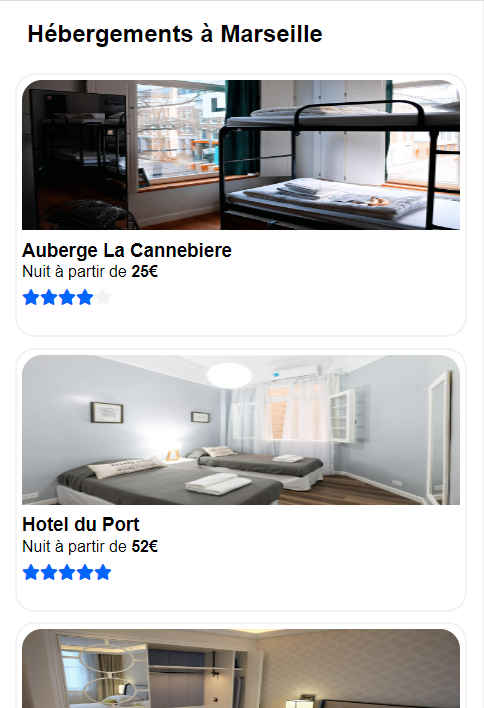 Hébergements à Marseille
Auberge La Cannebiere
Nuit à partir de 25€
Hotel du Port
Nuit à partir de 52€